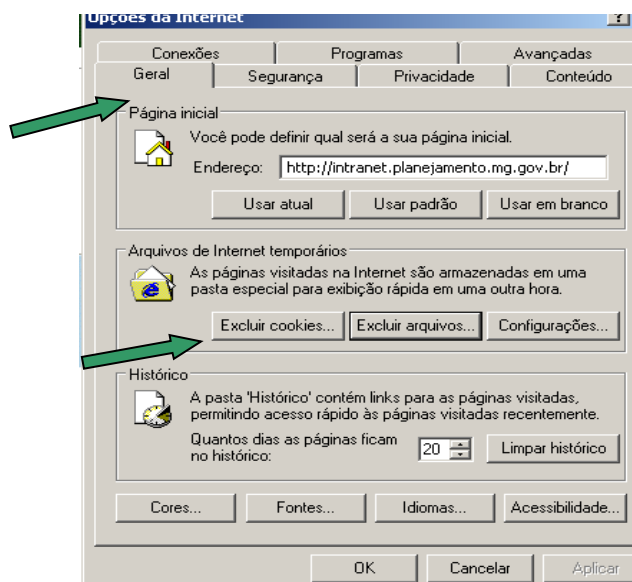 Opções da Internet ?
Conexões Programas Avançadas
Geral Segurança Privacidade Conteúdo
Página inicial
Você pode definir qual será a sua página inicial.
Endereço: http://intranet.planejamento.mg.gov.br/
Usar atual Usar padrão Usar em branco
Arquivos de Internet temporários
As páginas visitadas na Internet são armazenadas em uma
pasta especial para exibição rápida em uma outra hora.
Excluir cookies... Excluir arquivos... Configurações...
Histórico
A pasta 'Histórico' contém links para as páginas visitadas,
permitindo acesso rápido às páginas visitadas recentemente.
Quantos dias as páginas ficam
no histórico: 20 Limpar histórico
Cores... Fontes... Idiomas... Acessibilidade...
OK Cancelar Aplicar